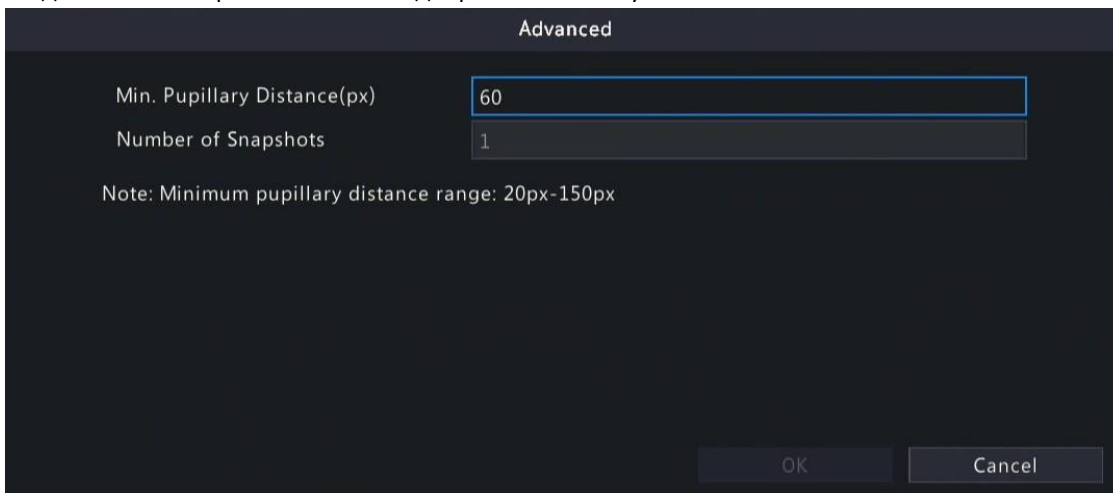 Advanced
Min. Pupillary Distance(px) 60
Number of Snapshots 1
Note: Minimum pupillary distance range: 20px-150px
OK Cancel